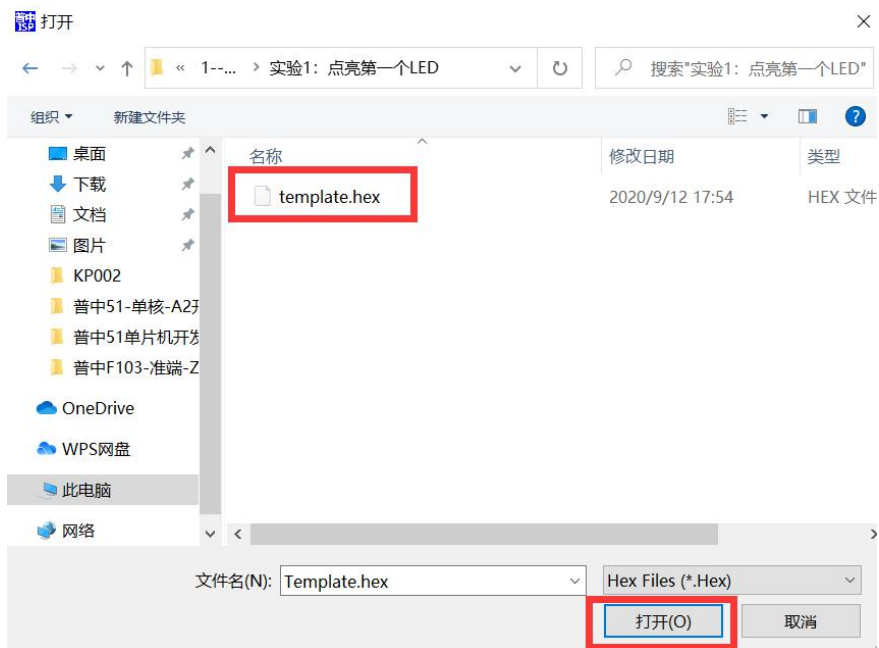 普中
ISP 打开
« 1--... > 实验1：点亮第一个LED
搜索"实验1：点亮第一个LED"
组织 新建文件夹
?
名称 修改日期 类型
template.hex 2020/9/12 17:54 HEX 文件
桌面
下载
文档
图片
KP002
普中51-单核-A2开
普中51单片机开发
普中F103-准端-Z
OneDrive
WPS网盘
此电脑
网络
文件名(N): Template.hex Hex Files (*.Hex)
打开(O) 取消